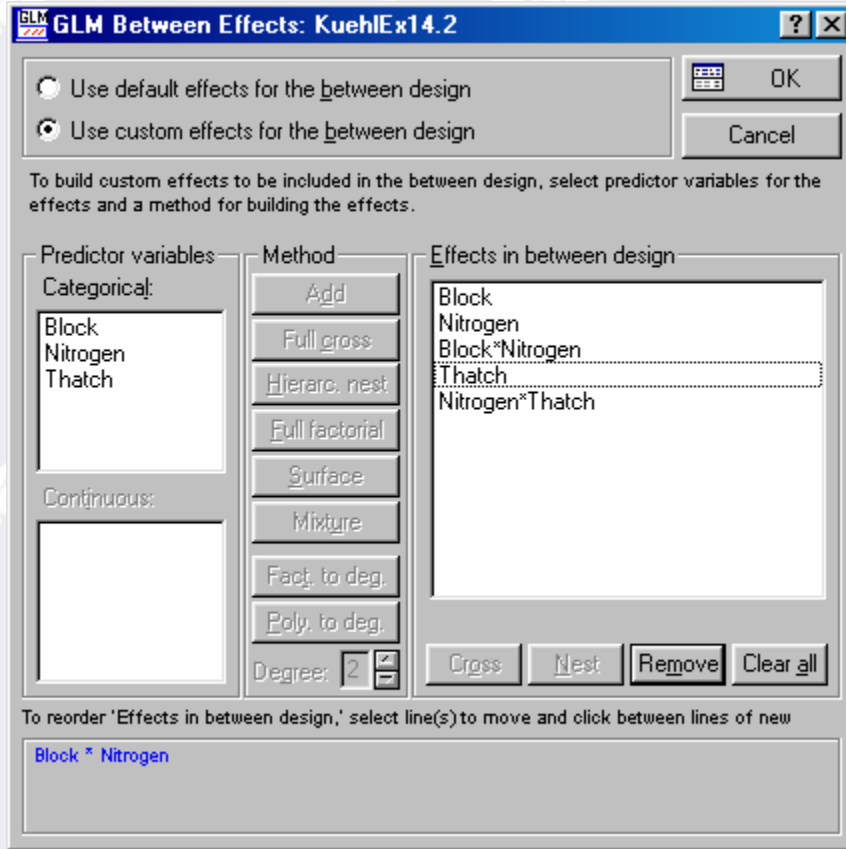 GLM GLM Between Effects: KuehlEx14.2
Use default effects for the between design
OK
Use custom effects for the between design
Cancel
To build custom effects to be included in the between design, select predictor variables for the
effects and a method for building the effects.
Predictor variables
Categorical:
Block
Nitrogen
Thatch
Continuous:
Method
Add
Full cross
Hierarc. nest
Full factorial
Surface
Mixture
Fact. to deg.
Poly. to deg.
Degree: 2
Effects in between design
Block
Nitrogen
Block*Nitrogen
Thatch
Nitrogen*Thatch
Cross Nest Remove Clear all
To reorder 'Effects in between design,' select line(s) to move and click between lines of new
Block * Nitrogen